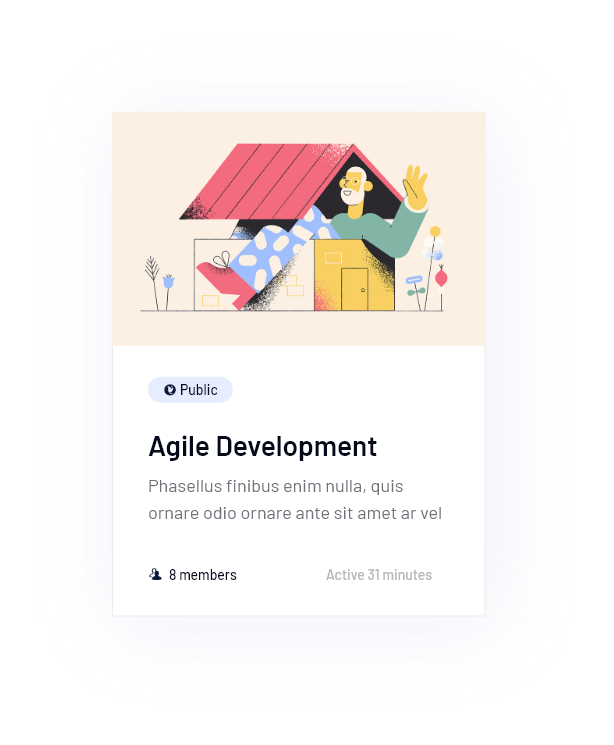 Public
Agile Development
Phasellus finibus enim nulla, quis
ornare odio ornare ante sit amet ar vel
8 members
Active 31 minutes